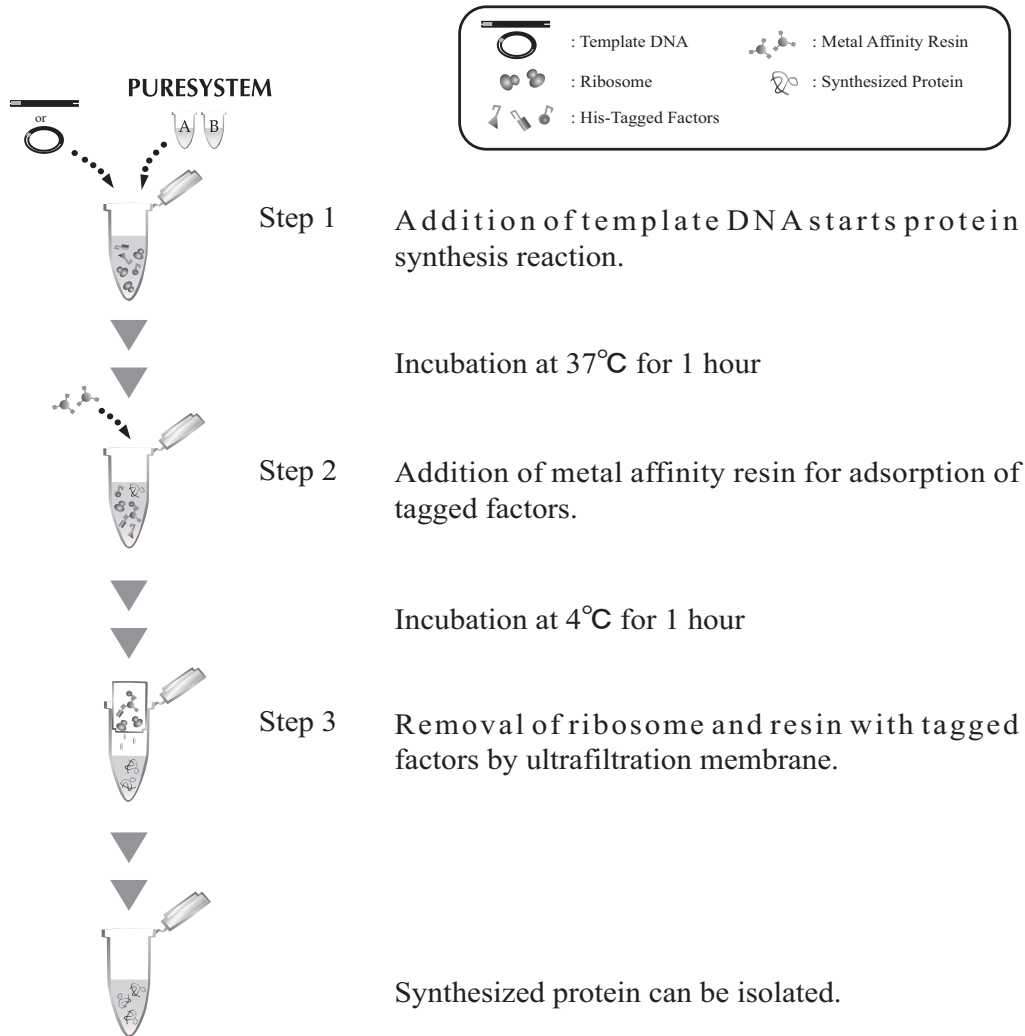 : Template DNA
: Metal Affinity Resin
: Ribosome
: Synthesized Protein
: His-Tagged Factors
PURESYSTEM
or
A B
Step 1
Addition of template DNA starts protein
synthesis reaction.
Incubation at 37℃ for 1 hour
Step 2
Addition of metal affinity resin for adsorption of
tagged factors.
Incubation at 4℃ for 1 hour
Step 3
Removal of ribosome and resin with tagged
factors by ultrafiltration membrane.
Synthesized protein can be isolated.